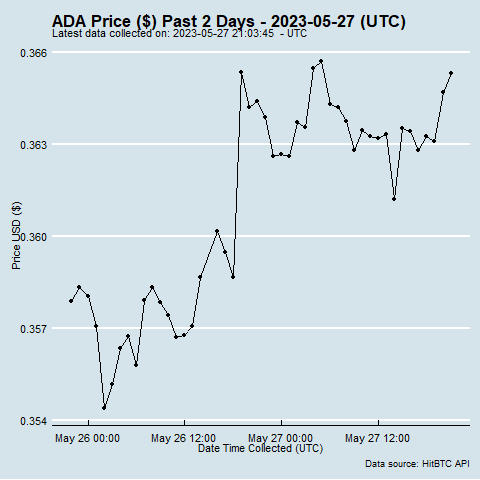 ADA Price ($) Past 2 Days - 2023-05-27 (UTC)
Latest data collected on: 2023-05-27 21:03:45  - UTC
0.366
0.363
0.360
0.357
0.354
Price USD ($)
May 26 00:00
May 26 12:00
May 27 00:00
May 27 12:00
Date Time Collected (UTC)
Data source: HitBTC API